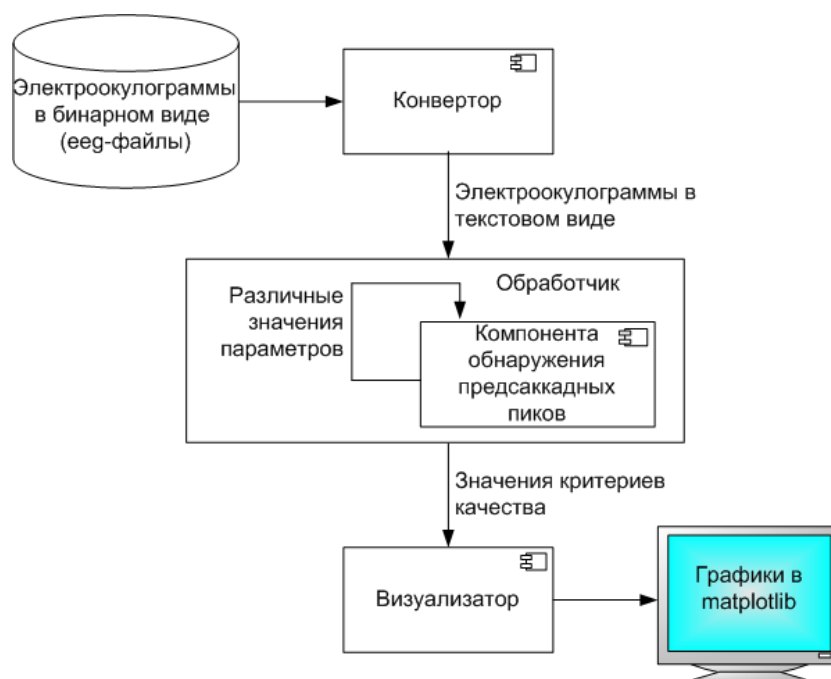 Электроокулограммы
в бинарном виде
(eeg-файлы)
Конвертор
Электроокулограммы в
текстовом виде
Обработчик
Различные
значения
параметров
Компонента
обнаружения
предсаккадных
пиков
Значения критериев
качества
Визуализатор
Графики в
matplotlib